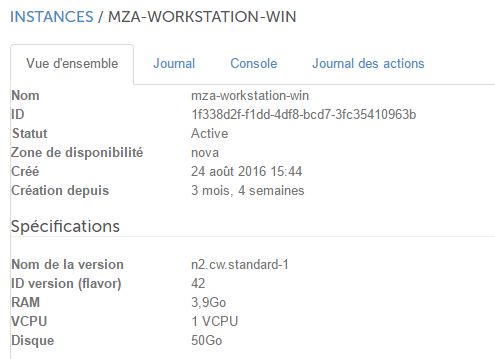 INSTANCES / MZA-WORKSTATION-WIN
Vue d'ensemble Journal Console Journal des actions
Nom mza-workstation-win
ID 1f338d2f-f1dd-4df8-bcd7-3fc35410963b
Statut Active
Zone de disponibilité nova
Créé 24 août 2016 15:44
Création depuis 3 mois, 4 semaines
Spécifications
Nom de la version n2.cw.standard-1
ID version (flavor) 42
RAM 3,9Go
VCPU 1 VCPU
Disque 50Go